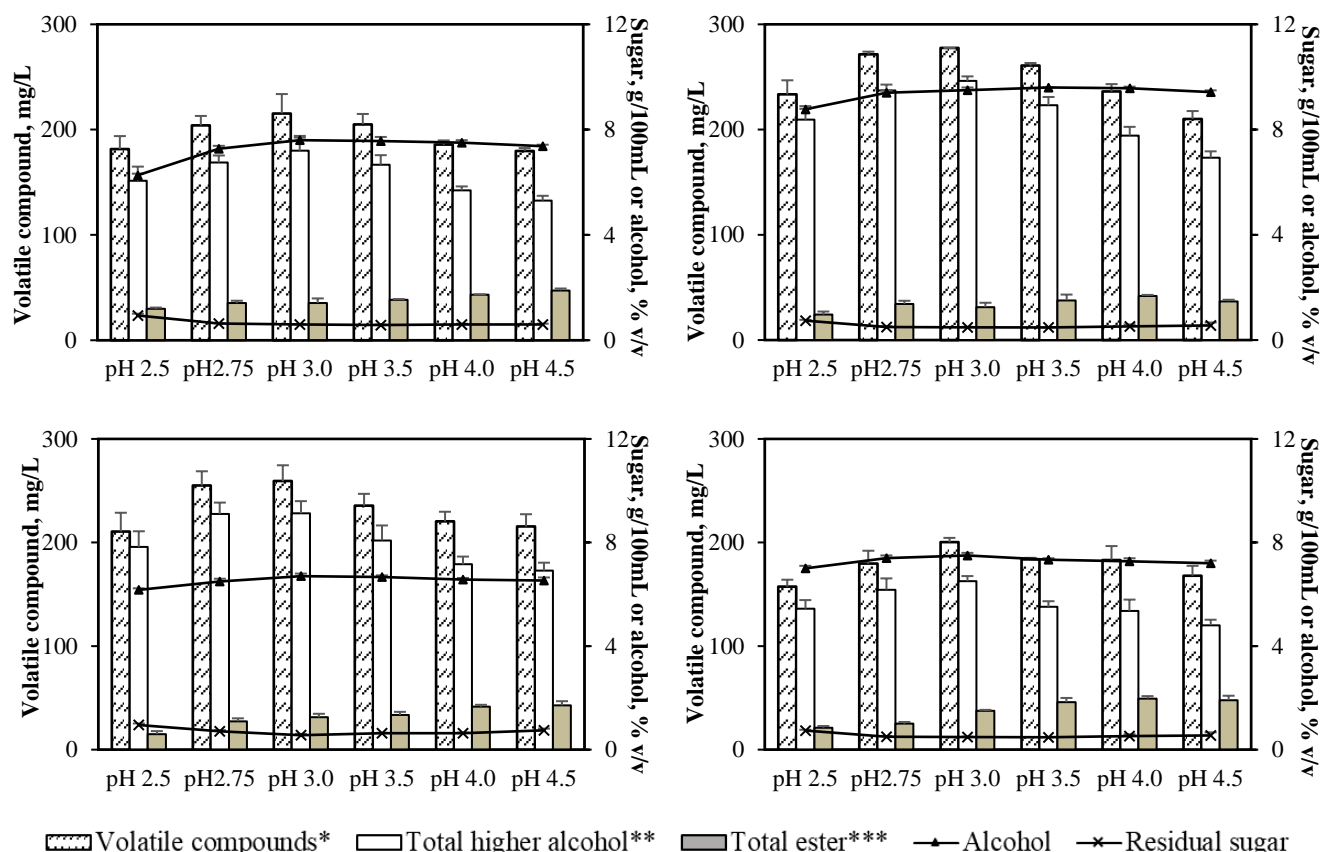 Volatile compound, mg/L
300
200
100
0
12
8
4
0
Sugar, g/100mL or alcohol, % v/v
pH 2.5 pH2.75 pH 3.0 pH 3.5 pH 4.0 pH 4.5
Volatile compound, mg/L
300
200
100
0
12
8
4
0
Sugar, g/100mL or alcohol, % v/v
pH 2.5 pH2.75 pH 3.0 pH 3.5 pH 4.0 pH 4.5
Volatile compound, mg/L
300
200
100
0
12
8
4
0
Sugar, g/100mL or alcohol, % v/v
pH 2.5 pH2.75 pH 3.0 pH 3.5 pH 4.0 pH 4.5
Volatile compound, mg/L
300
200
100
0
12
8
4
0
Sugar, g/100mL or alcohol, % v/v
pH 2.5 pH2.75 pH 3.0 pH 3.5 pH 4.0 pH 4.5
Volatile compounds* Total higher alcohol** Total ester*** Alcohol Residual sugar